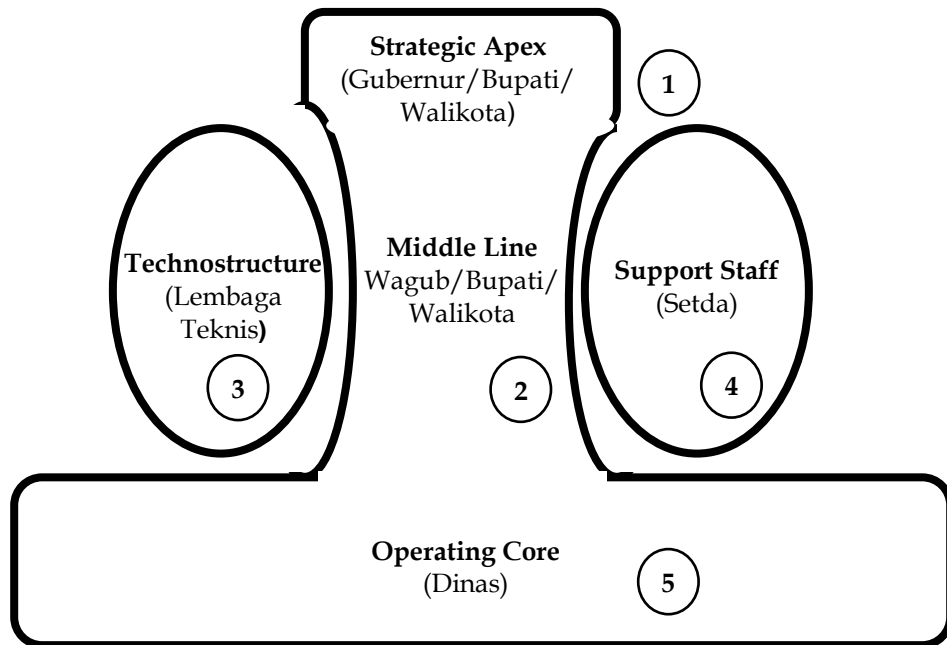 Strategic Apex
(Gubernur/Bupati/
Walikota)
1
Technostructure
(Lembaga
Teknis)
3
Middle Line
Wagub/Bupati/
Walikota
2
Support Staff
(Setda)
4
Operating Core
(Dinas)
5